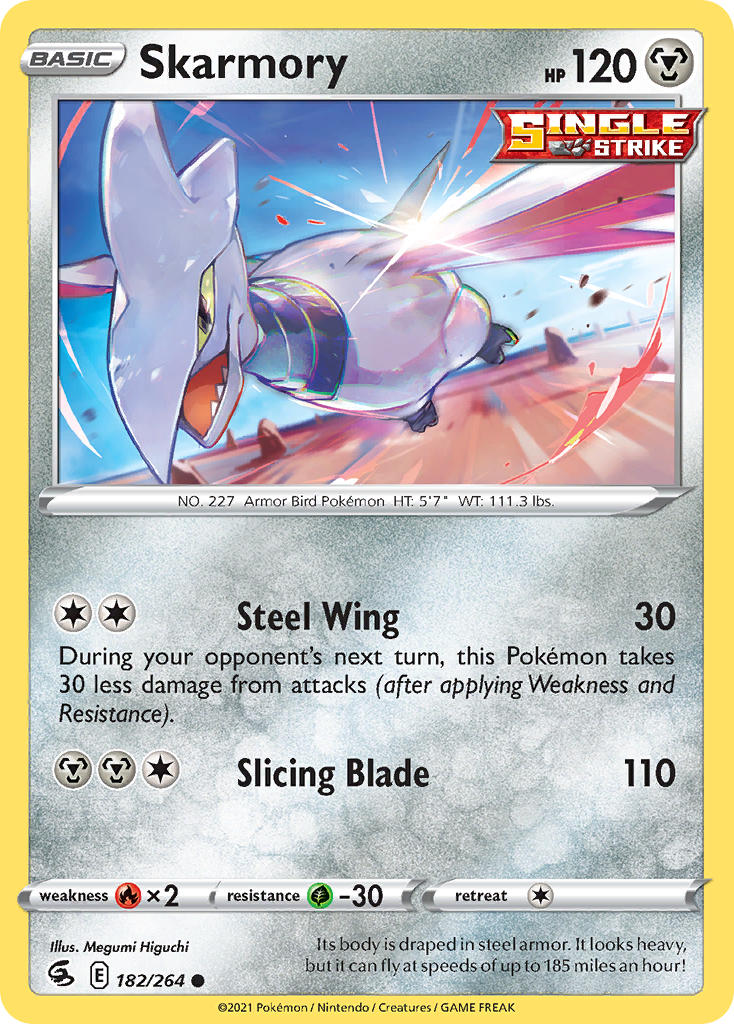 BASIC Skarmory HP 120
SINGLE
STRIKE
NO. 227 Armor Bird Pokémon HT: 5'7" WT: 111.3 lbs.
Steel Wing 30
During your opponent's next turn, this Pokémon takes
30 less damage from attacks (after applying Weakness and
Resistance).
Slicing Blade 110
weakness ×2 resistance -30 retreat
Illus. Megumi Higuchi
Its body is draped in steel armor. It looks heavy,
but it can fly at speeds of up to 185 miles an hour!
E 182/264
©2021 Pokémon / Nintendo / Creatures / GAME FREAK